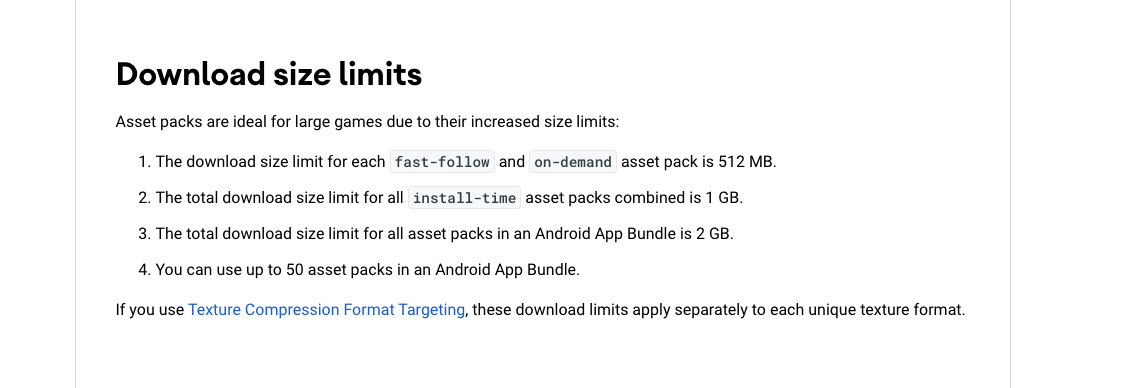 Download size limits
Asset packs are ideal for large games due to their increased size limits:
1. The download size limit for each fast-follow and on-demand asset pack is 512 MB.
2. The total download size limit for all install-time asset packs combined is 1 GB.
3. The total download size limit for all asset packs in an Android App Bundle is 2 GB.
4. You can use up to 50 asset packs in an Android App Bundle.
If you use Texture Compression Format Targeting, these download limits apply separately to each unique texture format.